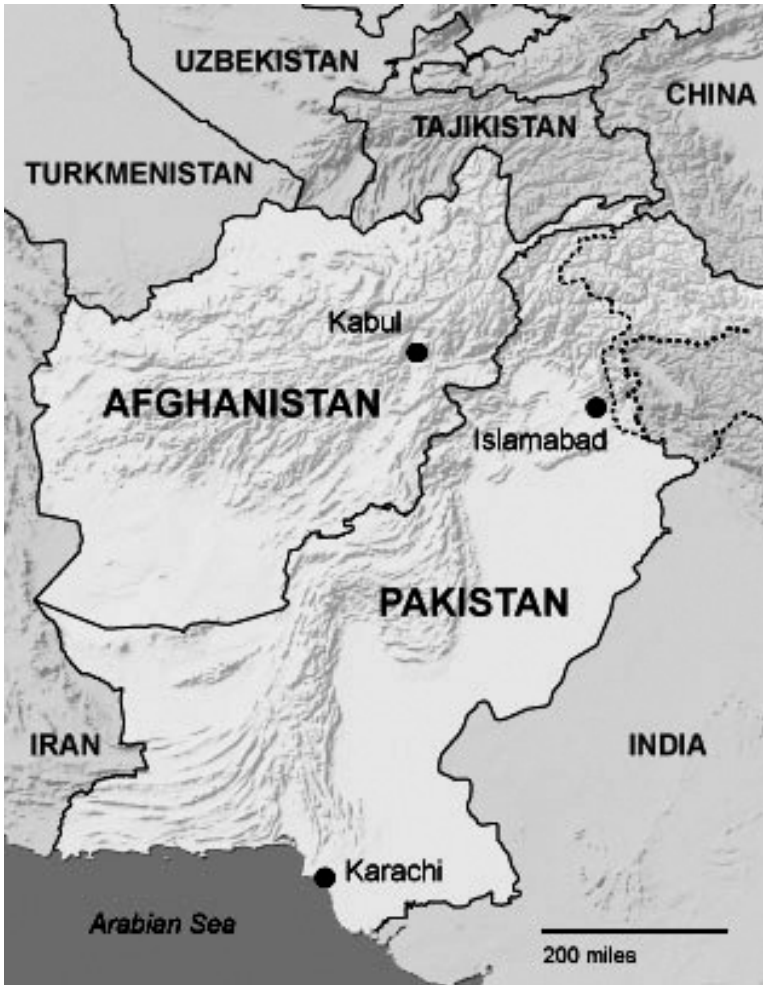 UZBEKISTAN
CHINA
TAJIKISTAN
TURKMENISTAN
Kabul
AFGHANISTAN
Islamabad
PAKISTAN
IRAN
INDIA
Karachi
Arabian Sea
200 miles